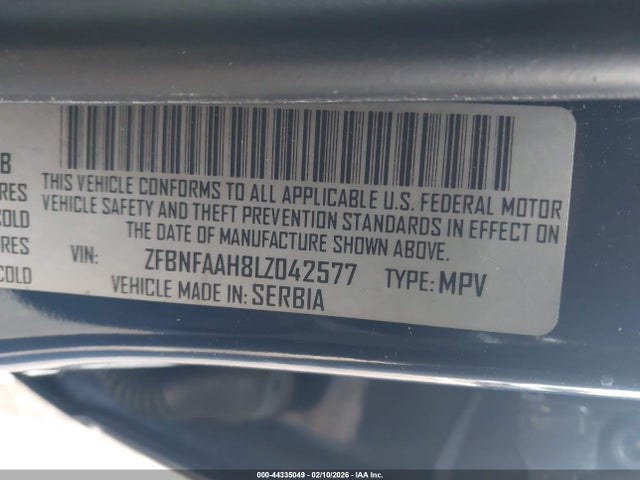 B
THIS VEHICLE CONFORMS TO ALL APPLICABLE U.S. FEDERAL MOTOR
RES
VEHICLE SAFETY AND THEFT PREVENTION STANDARDS IN EFFECT ON
COLD
THE DATE OF MANUFACTURE SHOWN ABOVE.
RES
VIN: ZFBNFAAH8LZ042577 TYPE: MPV
COLD
VEHICLE MADE IN: SERBIA
000-44335049 - 02/10/2026 - IAA Inc.